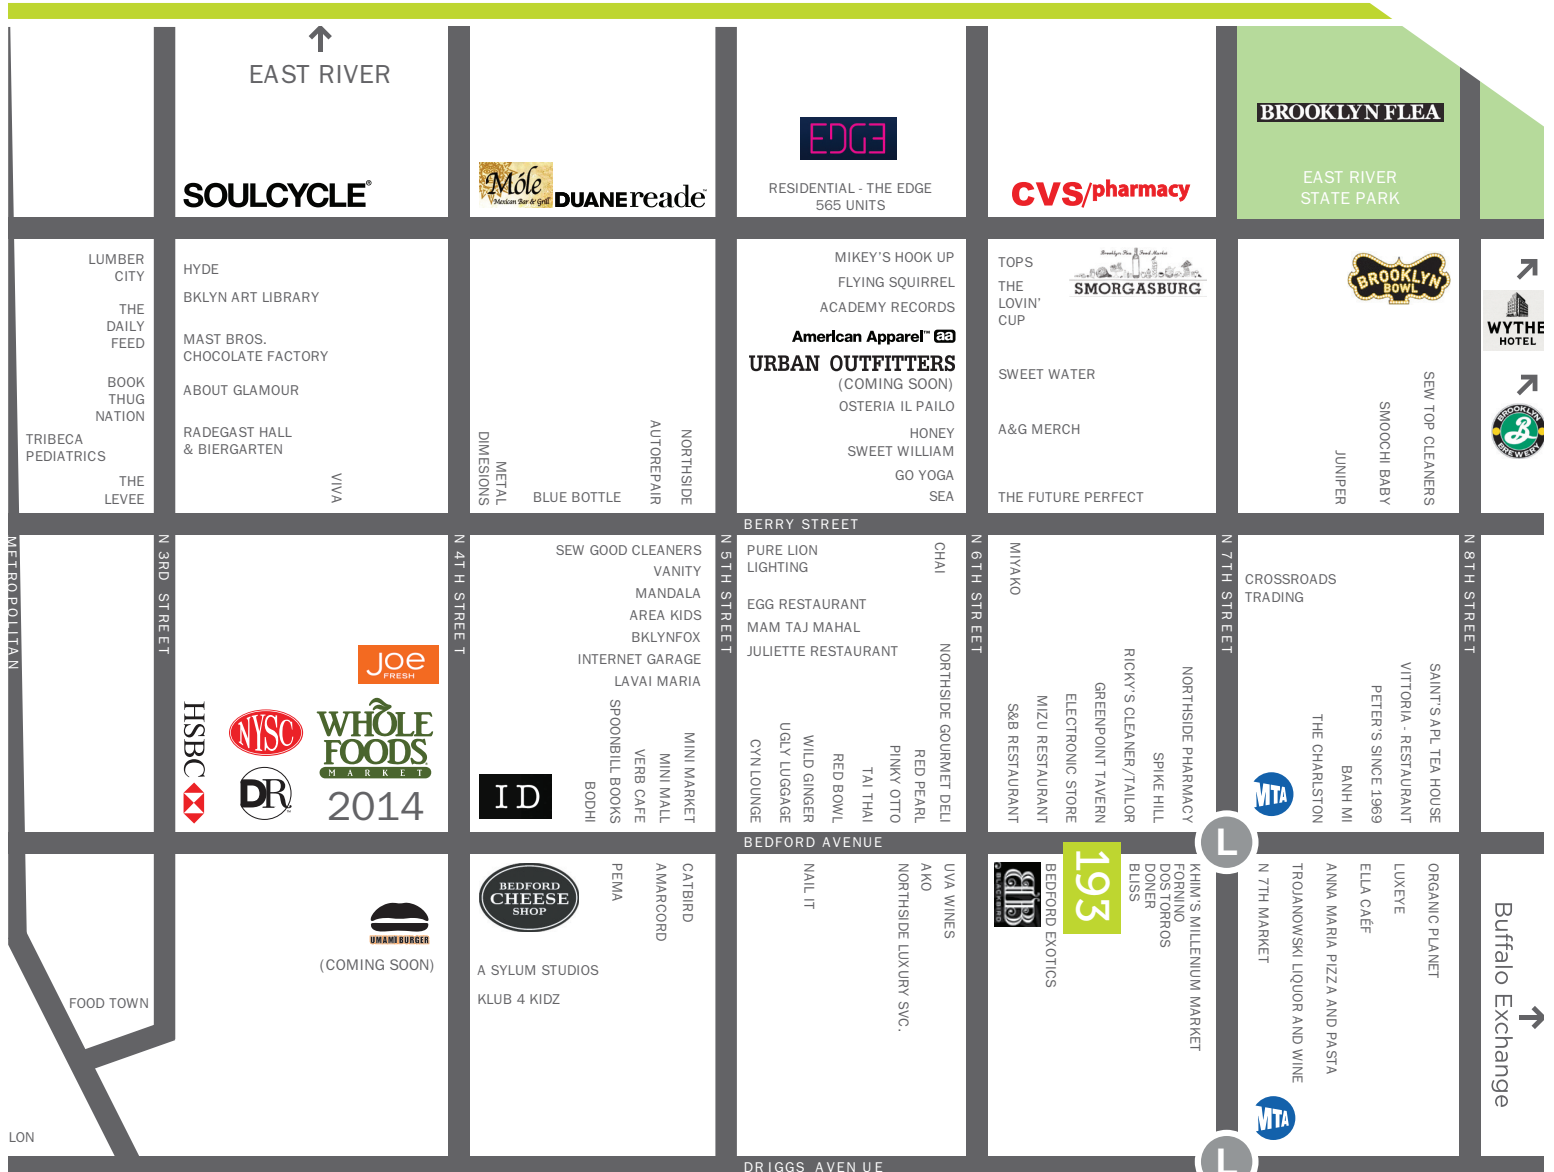 EAST RIVER
SOULCYCLE®
Móle
Mexican Bar & Grill
DUANEreade™
EDGE
RESIDENTIAL - THE EDGE
565 UNITS
CVS/pharmacy
BROOKLYN FLEA
EAST RIVER
STATE PARK
LUMBER
CITY
THE
DAILY
FEED
BOOK
THUG
NATION
TRIBECA
PEDIATRICS
THE
LEVEE
HYDE
BKLYN ART LIBRARY
MAST BROS.
CHOCOLATE FACTORY
ABOUT GLAMOUR
RADEGAST HALL
& BIERGARTEN
VIVA
DIMESIONS
METAL
BLUE BOTTLE
AUTOREPAIR
NORTHSIDE
MIKEY'S HOOK UP
FLYING SQUIRREL
ACADEMY RECORDS
American Apparel™ aa
URBAN OUTFITTERS
(COMING SOON)
OSTERIA IL PAILO
HONEY
SWEET WILLIAM
GO YOGA
SEA
TOPS
THE
LOVIN'
CUP
Brooklyn Flea Food Market
SMORGASBURG
SWEET WATER
A&G MERCH
THE FUTURE PERFECT
BROOKLYN
BOWL
JUNIPER
SMOOCHI BABY
SEW TOP CLEANERS
WYTHE
HOTEL
BROOKLYN
B
BREWERY
BERRY STREET
METROPOLITAN
N 3RD STREET
N 4TH STREET
N 5TH STREET
N 6TH STREET
N 7TH STREET
N 8TH STREET
JOE
FRESH
HSBC
NYSC
DR
WHOLE
FOODS
MARKET
2014
SEW GOOD CLEANERS
VANITY
MANDALA
AREA KIDS
BKLYNFOX
INTERNET GARAGE
LAVAI MARIA
ID
BODHI
SPOONBILL BOOKS
VERB CAFE
MINI MALL
MINI MARKET
PURE LION
LIGHTING
CHAI
EGG RESTAURANT
MAM TAJ MAHAL
JULIETTE RESTAURANT
CYN LOUNGE
UGLY LUGGAGE
WILD GINGER
RED BOWL
TAI THAI
PINKY OTTO
RED PEARL
NORTHSIDE GOURMET DELI
MIYAKO
S&B RESTAURANT
MIZU RESTAURANT
ELECTRONIC STORE
GREENPOINT TAVERN
RICKY'S CLEANER/TAILOR
SPIKE HILL
NORTHSIDE PHARMACY
CROSSROADS
TRADING
MTA
THE CHARLSTON
BANH MI
PETER'S SINCE 1969
VITTORIA - RESTAURANT
SAINT'S APL TEA HOUSE
BEDFORD AVENUE
L
FOOD TOWN
LON
UMAMI BURGER
(COMING SOON)
BEDFORD
CHEESE
SHOP
PEMA
AMARCORD
CATBIRD
A SYLUM STUDIOS
KLUB 4 KIDZ
NAIL IT
NORTHSIDE LUXURY SVC.
AKO
UVA WINES
BLACKBIRD
BEDFORD EXOTICS
193
BLISS
DONER
DOS TORROS
FORNINO
KHIM'S MILLENIUM MARKET
N 7TH MARKET
TROJANOWSKI LIQUOR AND WINE
ANNA MARIA PIZZA AND PASTA
ELLA CAÉF
LUXEYE
ORGANIC PLANET
Buffalo Exchange
MTA
L
DRIGGS AVENUE